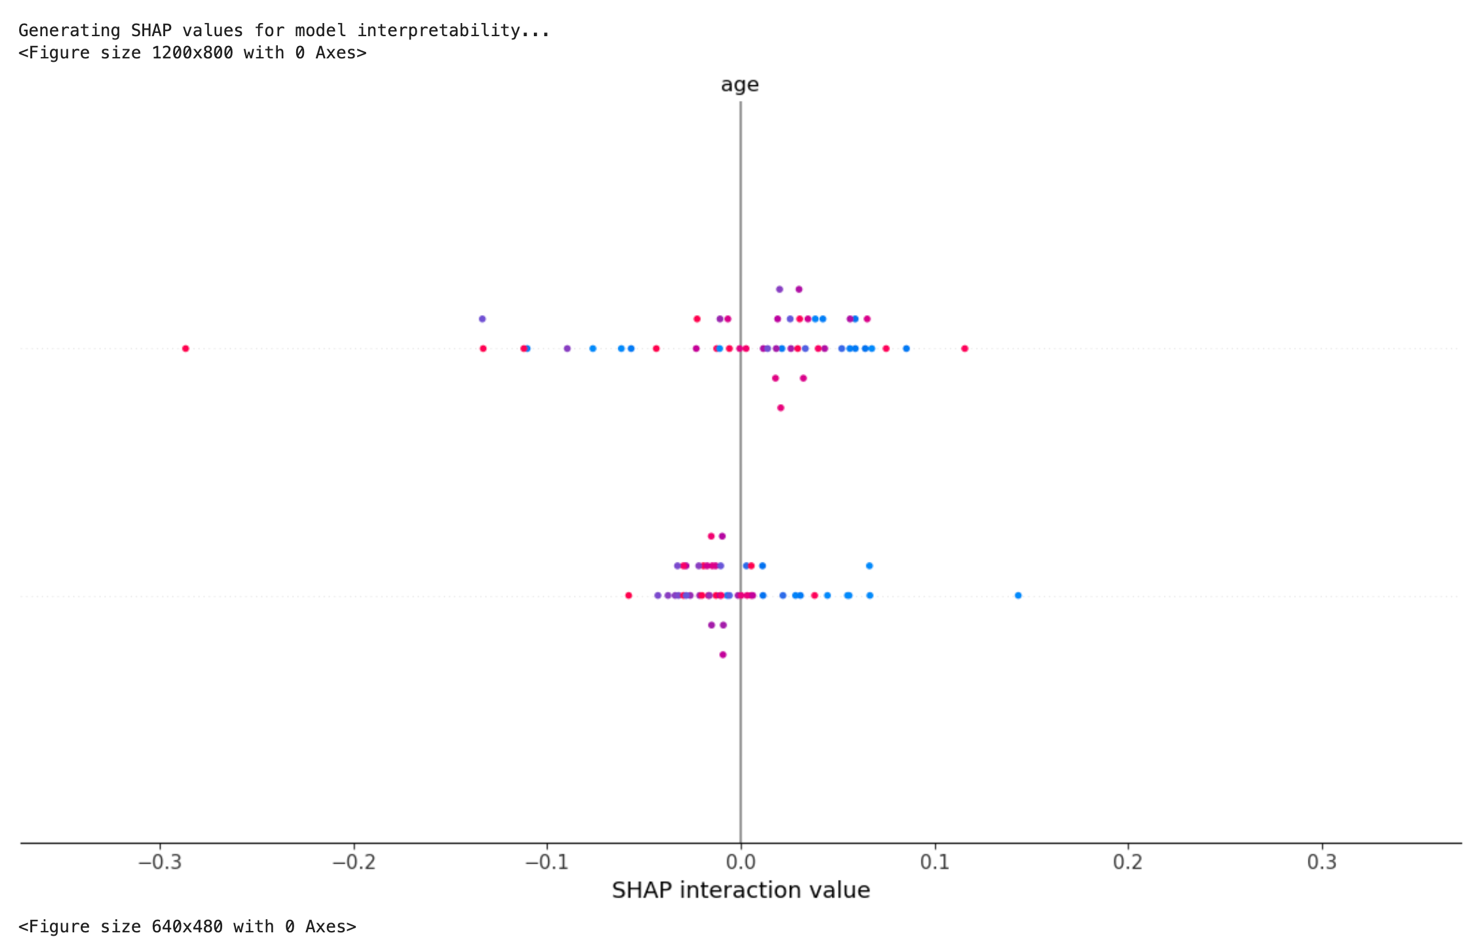 Generating SHAP values for model interpretability...
<Figure size 1200x800 with 0 Axes>
age
−0.3 −0.2 −0.1 0.0 0.1 0.2 0.3
SHAP interaction value
<Figure size 640x480 with 0 Axes>